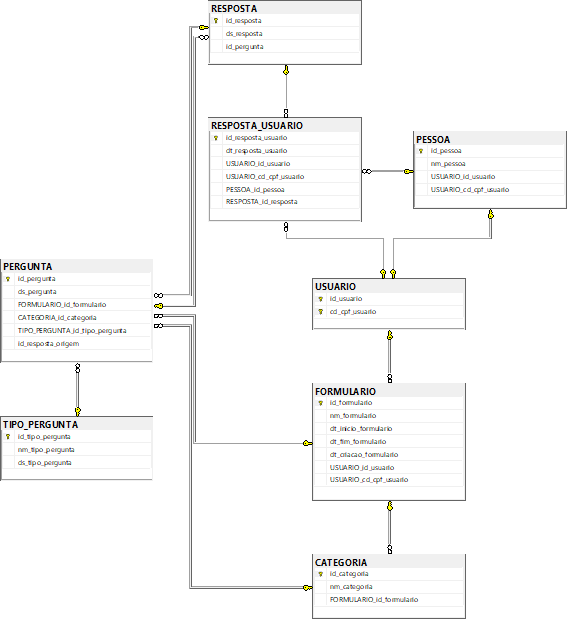 RESPOSTA
id_resposta
ds_resposta
id_pergunta
RESPOSTA_USUARIO
id_resposta_usuario
dt_resposta_usuario
USUARIO_id_usuario
USUARIO_cd_cpf_usuario
PESSOA_id_pessoa
RESPOSTA_id_resposta
PESSOA
id_pessoa
nm_pessoa
USUARIO_id_usuario
USUARIO_cd_cpf_usuario
PERGUNTA
id_pergunta
ds_pergunta
FORMULARIO_id_formulario
CATEGORIA_id_categoria
TIPO_PERGUNTA_id_tipo_pergunta
id_resposta_origem
USUARIO
id_usuario
cd_cpf_usuario
TIPO_PERGUNTA
id_tipo_pergunta
nm_tipo_pergunta
ds_tipo_pergunta
FORMULARIO
id_formulario
nm_formulario
dt_inicio_formulario
dt_fim_formulario
dt_criacao_formulario
USUARIO_id_usuario
USUARIO_cd_cpf_usuario
CATEGORIA
id_categoria
nm_categoria
FORMULARIO_id_formulario